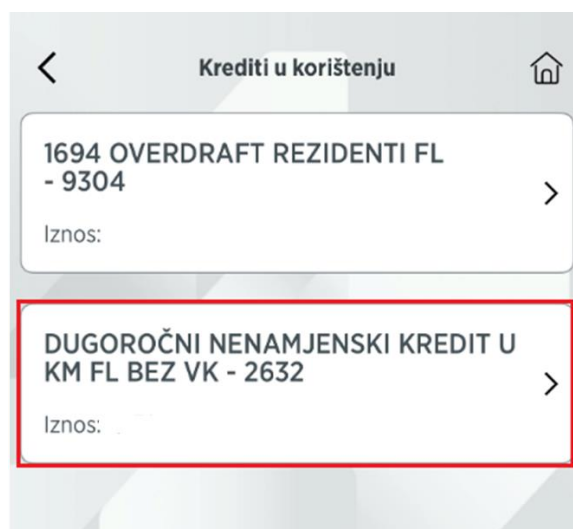 Krediti u korištenju
1694 OVERDRAFT REZIDENTI FL
- 9304
Iznos:
DUGOROČNI NENAMJENSKI KREDIT U
KM FL BEZ VK - 2632
Iznos: